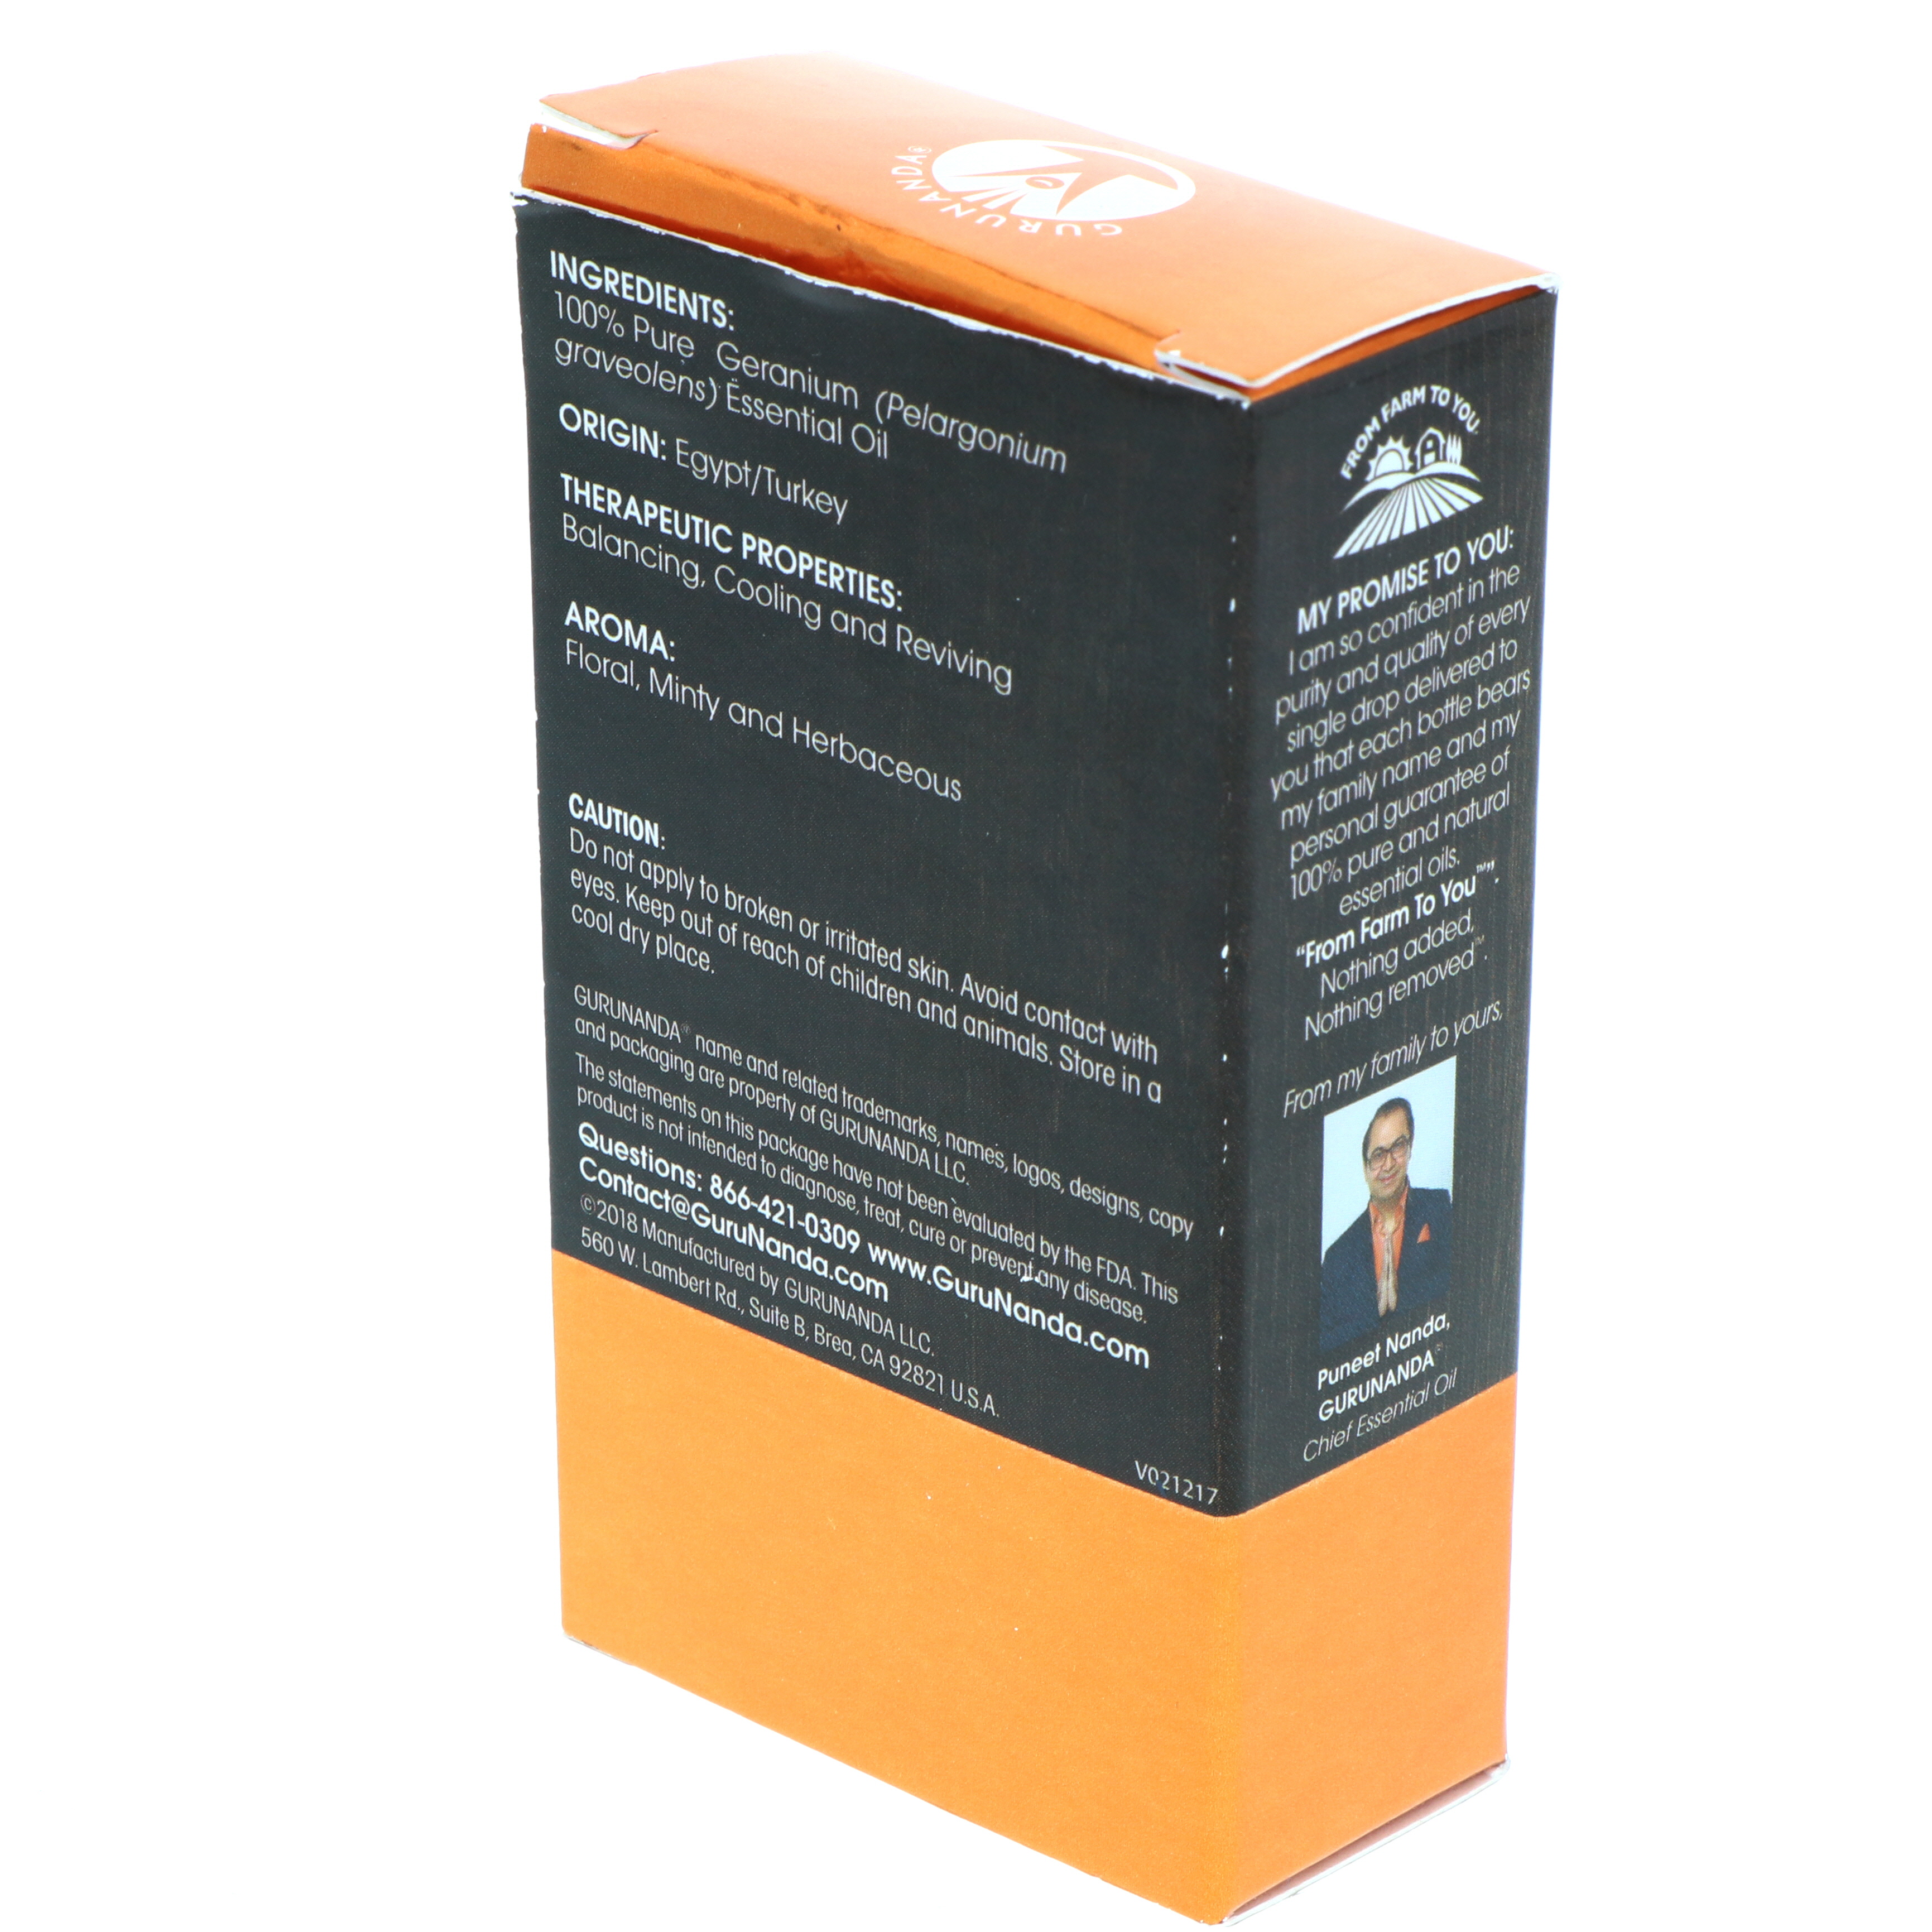 GURUNANDA®
INGREDIENTS:
100% Pure Geranium (Pelargonium
graveolens) Essential Oil
ORIGIN: Egypt/Turkey
THERAPEUTIC PROPERTIES:
Balancing, Cooling and Reviving
AROMA:
Floral, Minty and Herbaceous
CAUTION:
Do not apply to broken or irritated skin. Avoid contact with
eyes. Keep out of reach of children and animals. Store in a
cool dry place.
GURUNANDA® name and related trademarks, names, logos, designs, copy
and packaging are property of GURUNANDA LLC.
The statements on this package have not been evaluated by the FDA. This
product is not intended to diagnose, treat, cure or prevent any disease.
Questions: 866-421-0309 www.GuruNanda.com
Contact@GuruNanda.com
©2018 Manufactured by GURUNANDA LLC.
560 W. Lambert Rd., Suite B, Brea, CA 92821 U.S.A.
V021217
FROM FARM TO YOU
MY PROMISE TO YOU:
I am so confident in the
purity and quality of every
single drop delivered to
you that each bottle bears
my family name and my
personal guarantee of
100% pure and natural
essential oils.
“From Farm To You™”.
Nothing added,
Nothing removed™.
From my family to yours,
Puneet Nanda,
GURUNANDA®
Chief Essential Oil